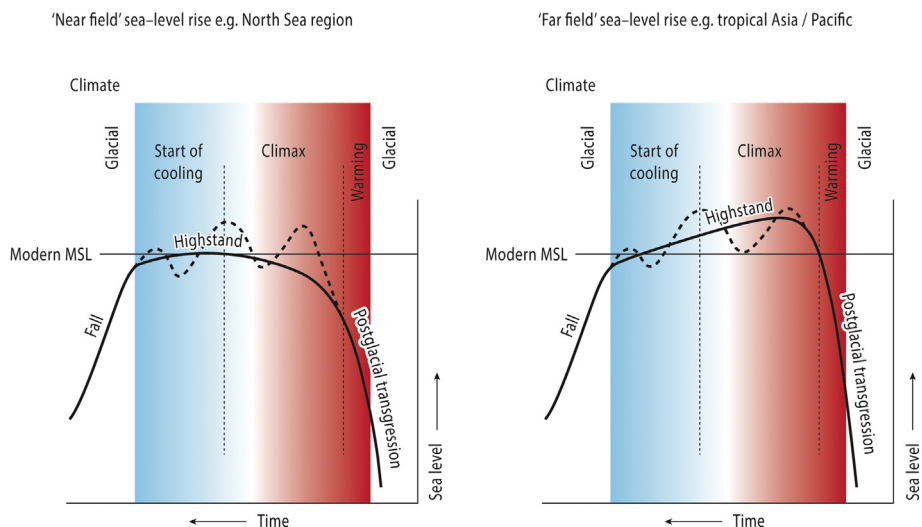 'Near field' sea–level rise e.g. North Sea region
Climate
Glacial
Start of
cooling
Climax
Warming
Glacial
Modern MSL
Highstand
Fall
Postglacial transgression
Sea level
Time
'Far field' sea–level rise e.g. tropical Asia / Pacific
Climate
Glacial
Start of
cooling
Climax
Warming
Glacial
Modern MSL
Highstand
Fall
Postglacial transgression
Sea level
Time